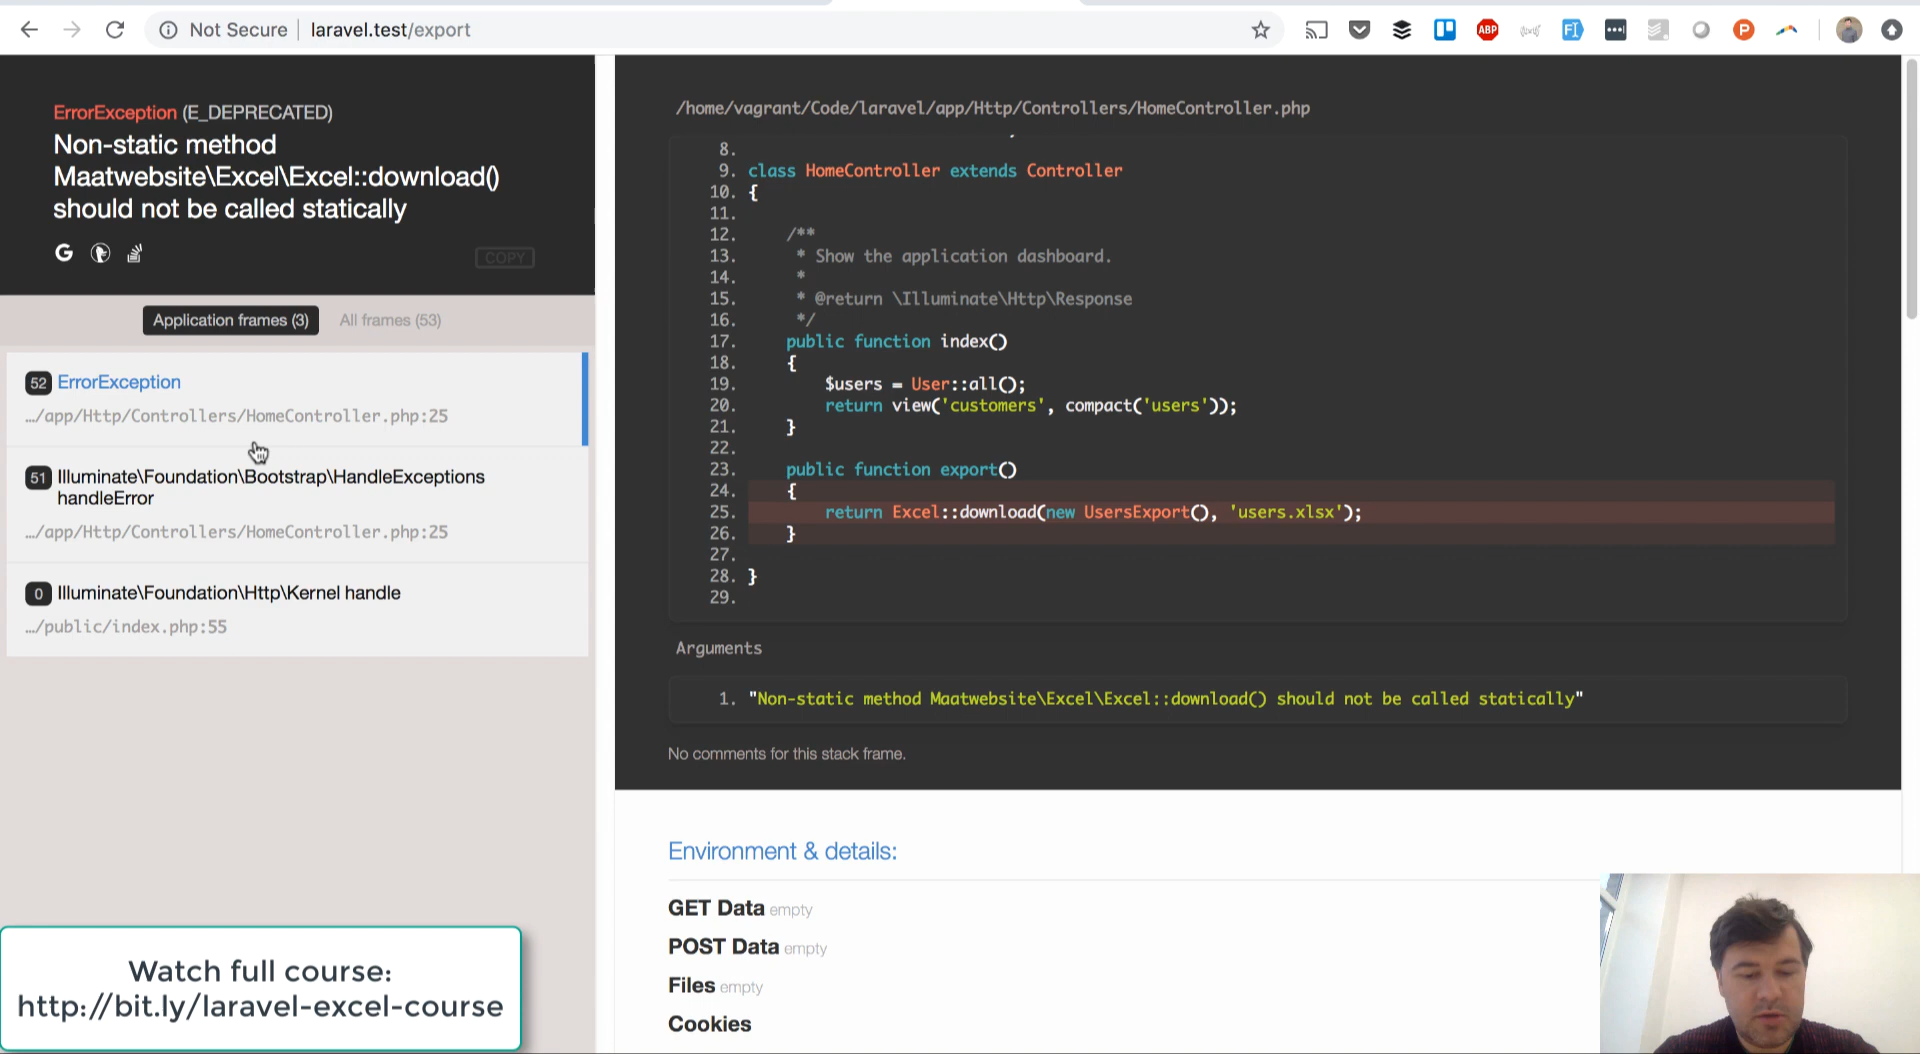 Not Secure | laravel.test/export
ABP
FI
P
ErrorException (E_DEPRECATED)
Non-static method
Maatwebsite\Excel\Excel::download()
should not be called statically
G
COPY
Application frames (3) All frames (53)
52 ErrorException
…/app/Http/Controllers/HomeController.php:25
51 Illuminate\Foundation\Bootstrap\HandleExceptions
handleError
…/app/Http/Controllers/HomeController.php:25
0 Illuminate\Foundation\Http\Kernel handle
…/public/index.php:55
Watch full course:
http://bit.ly/laravel-excel-course
/home/vagrant/Code/laravel/app/Http/Controllers/HomeController.php
8.
9. class HomeController extends Controller
10. {
11.
12. /**
13. * Show the application dashboard.
14. *
15. * @return \Illuminate\Http\Response
16. */
17. public function index()
18. {
19. $users = User::all();
20. return view('customers', compact('users'));
21. }
22.
23. public function export()
24. {
25. return Excel::download(new UsersExport(), 'users.xlsx');
26. }
27.
28. }
29.
Arguments
1. "Non-static method Maatwebsite\Excel\Excel::download() should not be called statically"
No comments for this stack frame.
Environment & details:
GET Data empty
POST Data empty
Files empty
Cookies